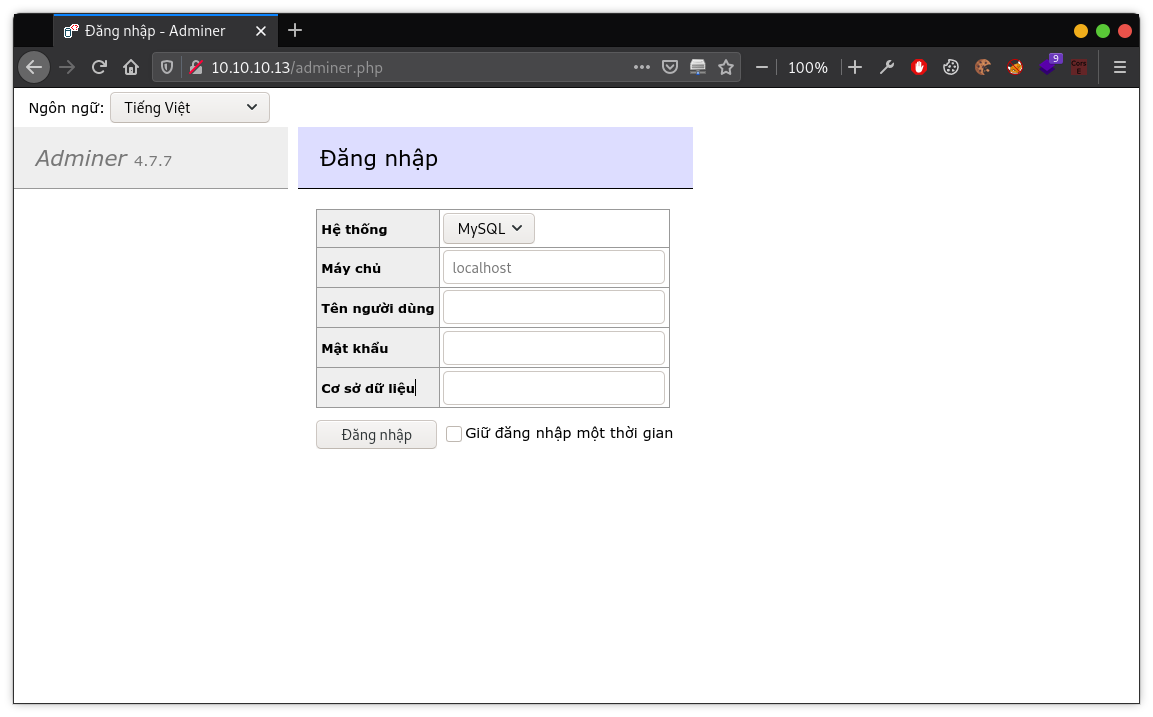 Đăng nhập - Adminer
10.10.10.13/adminer.php
100%
9
Ngôn ngữ: Tiếng Việt
Adminer 4.7.7
Đăng nhập
Hệ thống MySQL
Máy chủ localhost
Tên người dùng
Mật khẩu
Cơ sở dữ liệu
Đăng nhập Giữ đăng nhập một thời gian